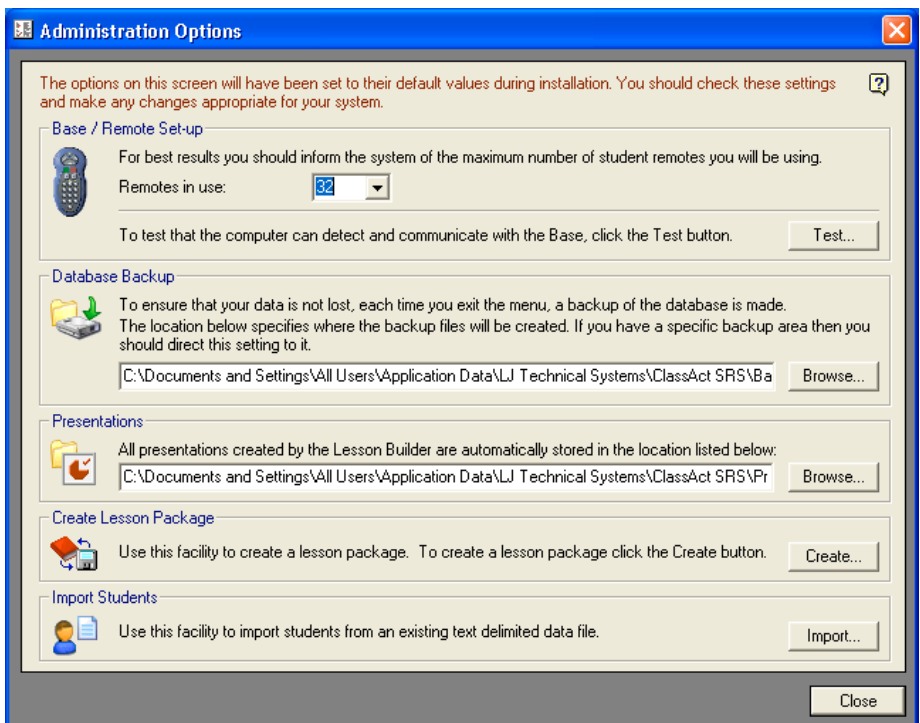 Administration Options
The options on this screen will have been set to their default values during installation. You should check these settings
and make any changes appropriate for your system.
Base / Remote Set-up
For best results you should inform the system of the maximum number of student remotes you will be using.
Remotes in use: 32
To test that the computer can detect and communicate with the Base, click the Test button. Test...
Database Backup
To ensure that your data is not lost, each time you exit the menu, a backup of the database is made.
The location below specifies where the backup files will be created. If you have a specific backup area then you
should direct this setting to it.
C:\Documents and Settings\All Users\Application Data\LJ Technical Systems\ClassAct SRS\Ba Browse...
Presentations
All presentations created by the Lesson Builder are automatically stored in the location listed below:
C:\Documents and Settings\All Users\Application Data\LJ Technical Systems\ClassAct SRS\Pr Browse...
Create Lesson Package
Use this facility to create a lesson package. To create a lesson package click the Create button. Create...
Import Students
Use this facility to import students from an existing text delimited data file. Import...
Close